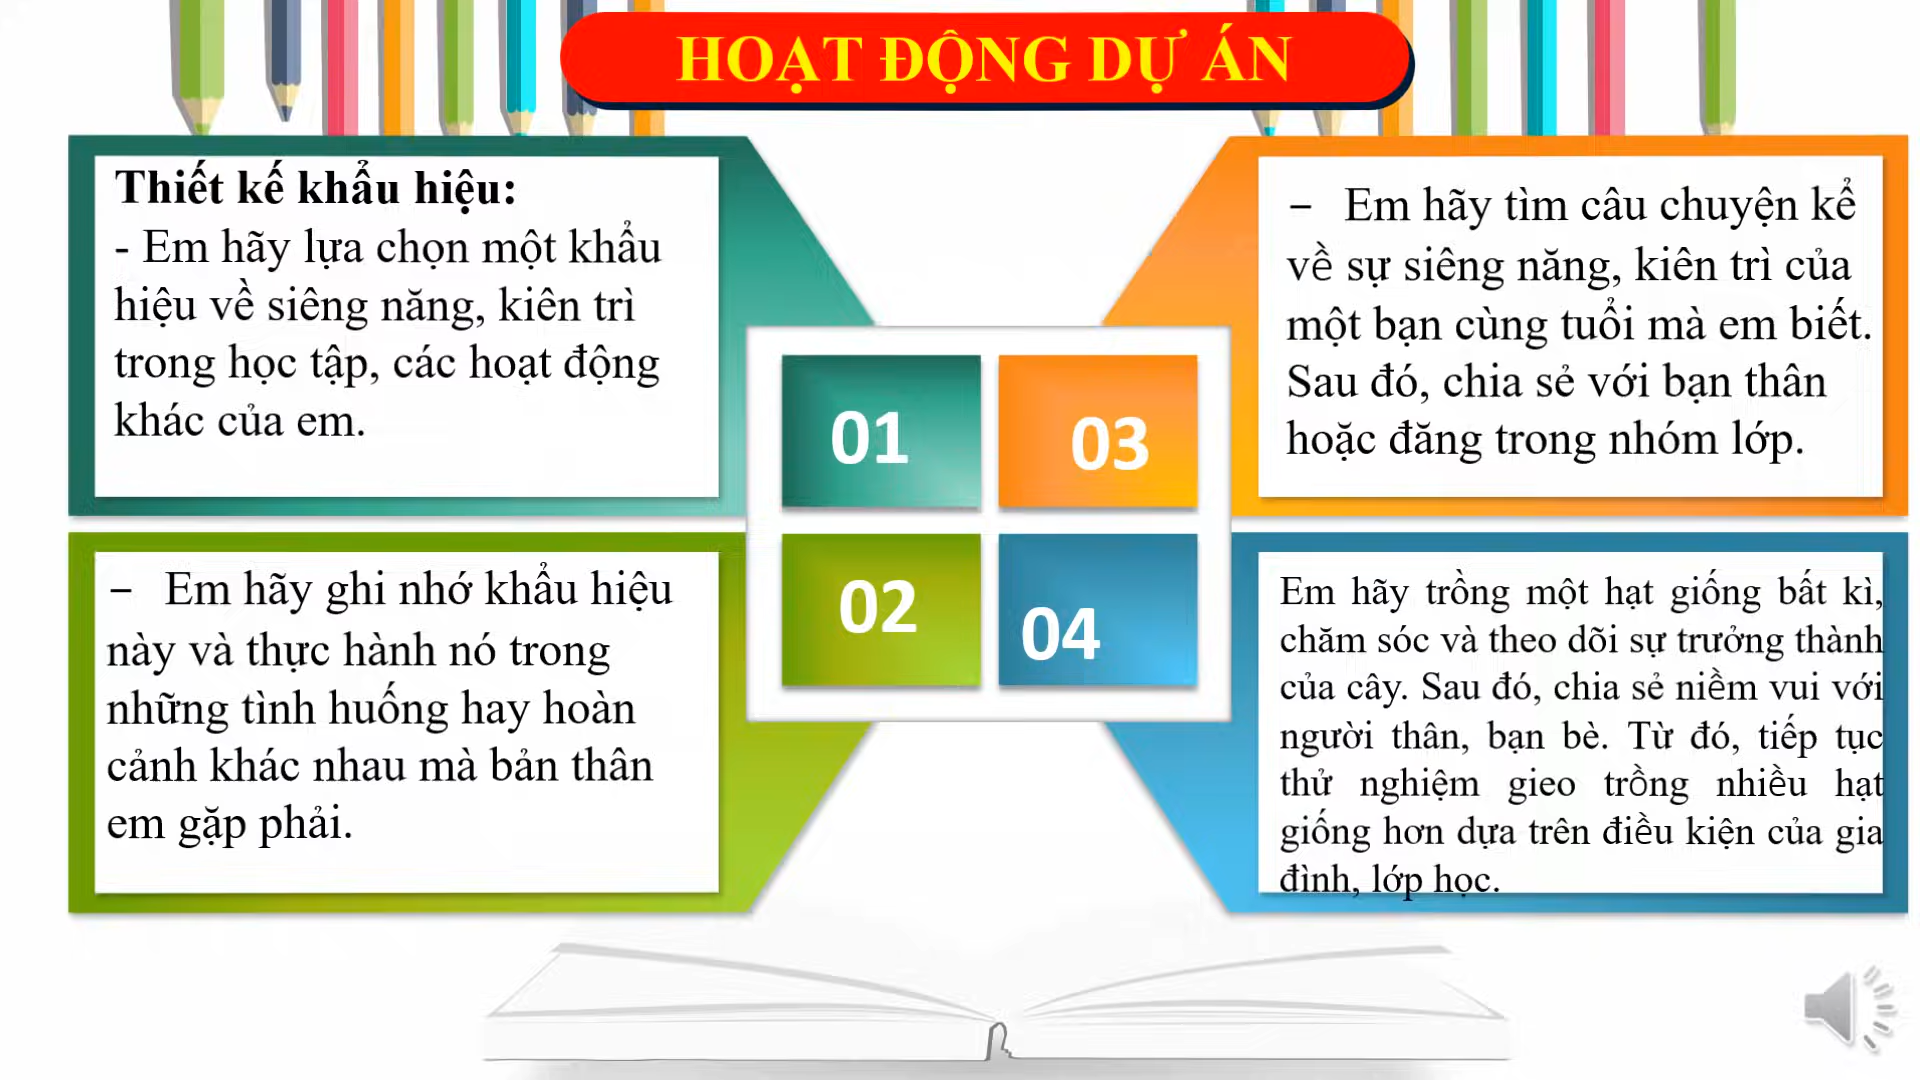 HOẠT ĐỘNG DỰ ÁN
Thiết kế khẩu hiệu:
- Em hãy lựa chọn một khẩu
hiệu về siêng năng, kiên trì
trong học tập, các hoạt động
khác của em.
01
– Em hãy ghi nhớ khẩu hiệu
này và thực hành nó trong
những tình huống hay hoàn
cảnh khác nhau mà bản thân
em gặp phải.
02
– Em hãy tìm câu chuyện kể
về sự siêng năng, kiên trì của
một bạn cùng tuổi mà em biết.
Sau đó, chia sẻ với bạn thân
hoặc đăng trong nhóm lớp.
03
Em hãy trồng một hạt giống bất kì,
chăm sóc và theo dõi sự trưởng thành
của cây. Sau đó, chia sẻ niềm vui với
người thân, bạn bè. Từ đó, tiếp tục
thử nghiệm gieo trồng nhiều hạt
giống hơn dựa trên điều kiện của gia
đình, lớp học.
04